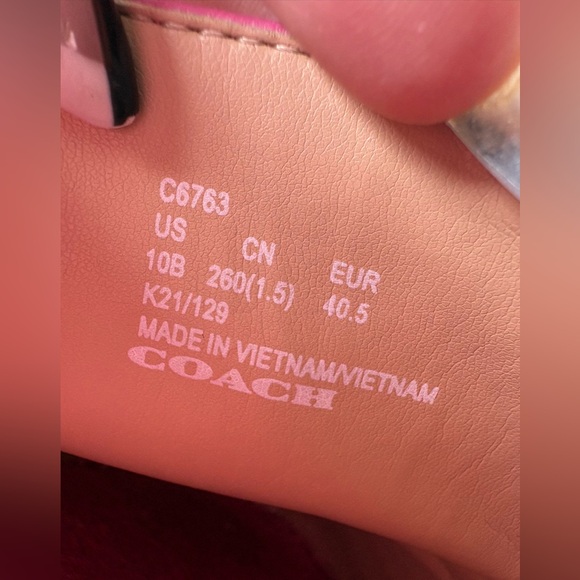 C6763
US CN EUR
10B 260(1.5) 40.5
K21/129
MADE IN VIETNAM/VIETNAM
COACH